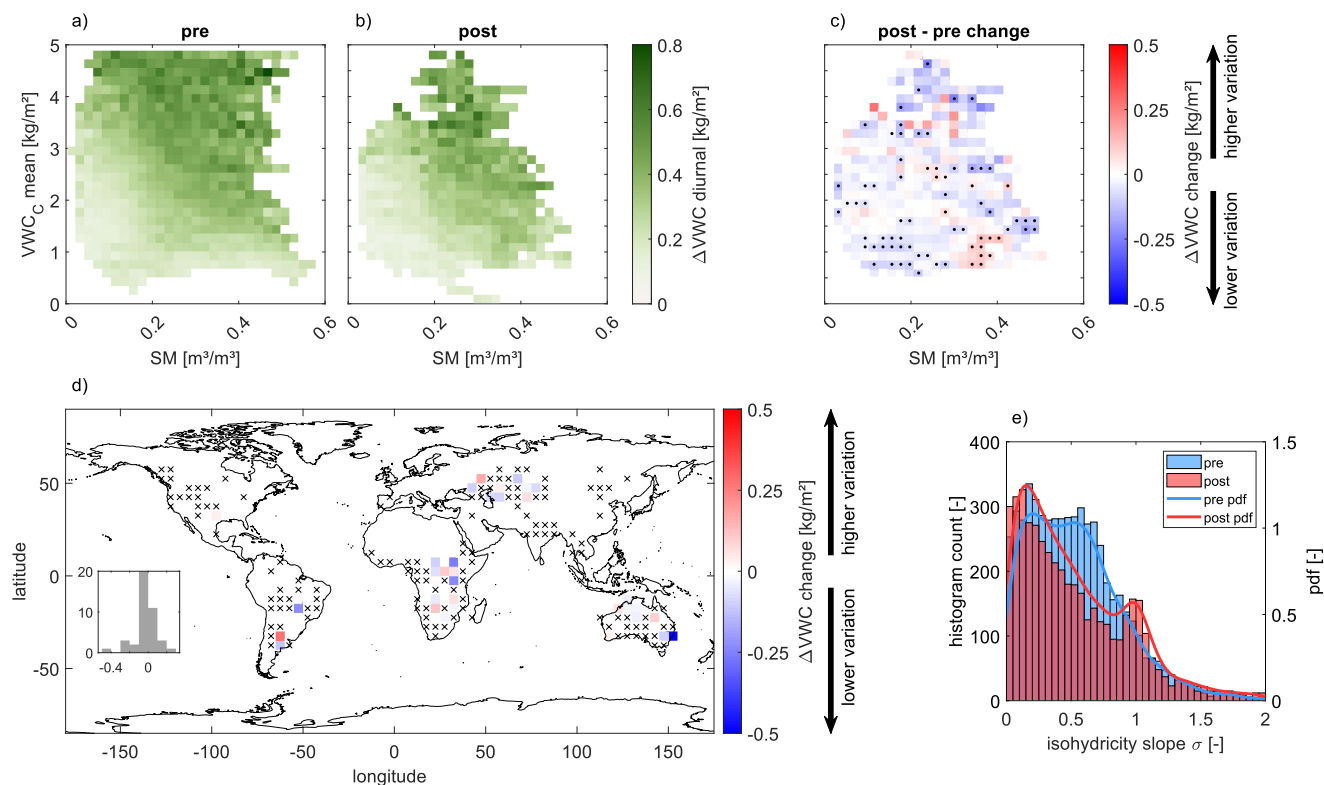 a)
pre
5
4
3
2
1
0
VWC_C mean [kg/m²]
0
0.2
0.4
0.6
SM [m³/m³]
b)
post
0
0.2
0.4
0.6
SM [m³/m³]
0.8
0.6
0.4
0.2
0
ΔVWC diurnal [kg/m²]
c)
post - pre change
0
0.2
0.4
0.6
SM [m³/m³]
0.5
0.25
0
-0.25
-0.5
ΔVWC change [kg/m²]
higher variation
lower variation
d)
50
0
-50
latitude
-150
-100
-50
0
50
100
150
longitude
20
10
0
-0.4
0
0.5
0.25
0
-0.25
-0.5
ΔVWC change [kg/m²]
higher variation
lower variation
e)
400
300
200
100
0
histogram count [-]
1.5
1
0.5
0
pdf [-]
pre
post
pre pdf
post pdf
0
0.5
1
1.5
2
isohydricity slope σ [-]